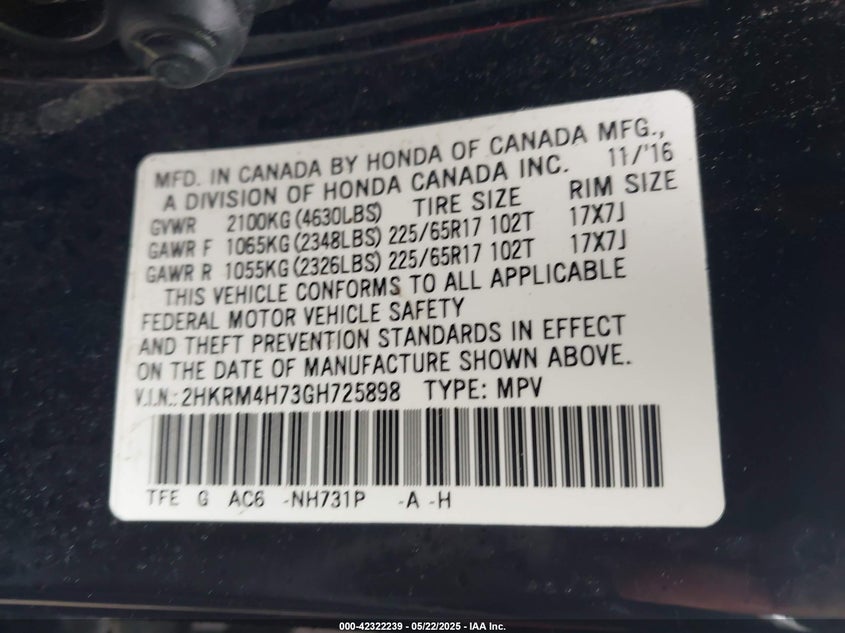 MFD. IN CANADA BY HONDA OF CANADA MFG.,
A DIVISION OF HONDA CANADA INC. 11/'16
GVWR 2100KG (4630LBS) TIRE SIZE RIM SIZE
GAWR F 1065KG (2348LBS) 225/65R17 102T 17X7J
GAWR R 1055KG (2326LBS) 225/65R17 102T 17X7J
THIS VEHICLE CONFORMS TO ALL APPLICABLE
FEDERAL MOTOR VEHICLE SAFETY
AND THEFT PREVENTION STANDARDS IN EFFECT
ON THE DATE OF MANUFACTURE SHOWN ABOVE.
V.I.N.: 2HKRM4H73GH725898 TYPE: MPV
TFE G AC6 -NH731P -A -H
000-42322239 - 05/22/2025 - IAA Inc.